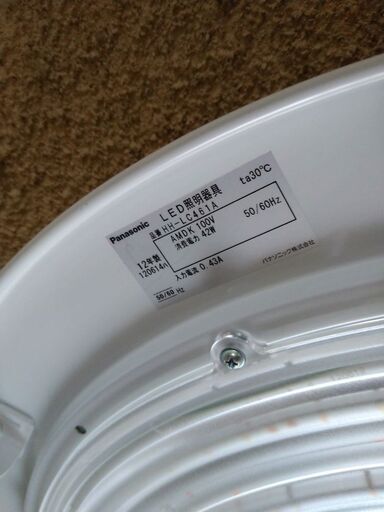 Panasonic LED照明器具 ta30℃
品番 HH-LC461A
AMDK 100V 50/60Hz
消費電力 42W
12年製 入力電流 0.43A
120614n
50/60 Hz パナソニック株式会社